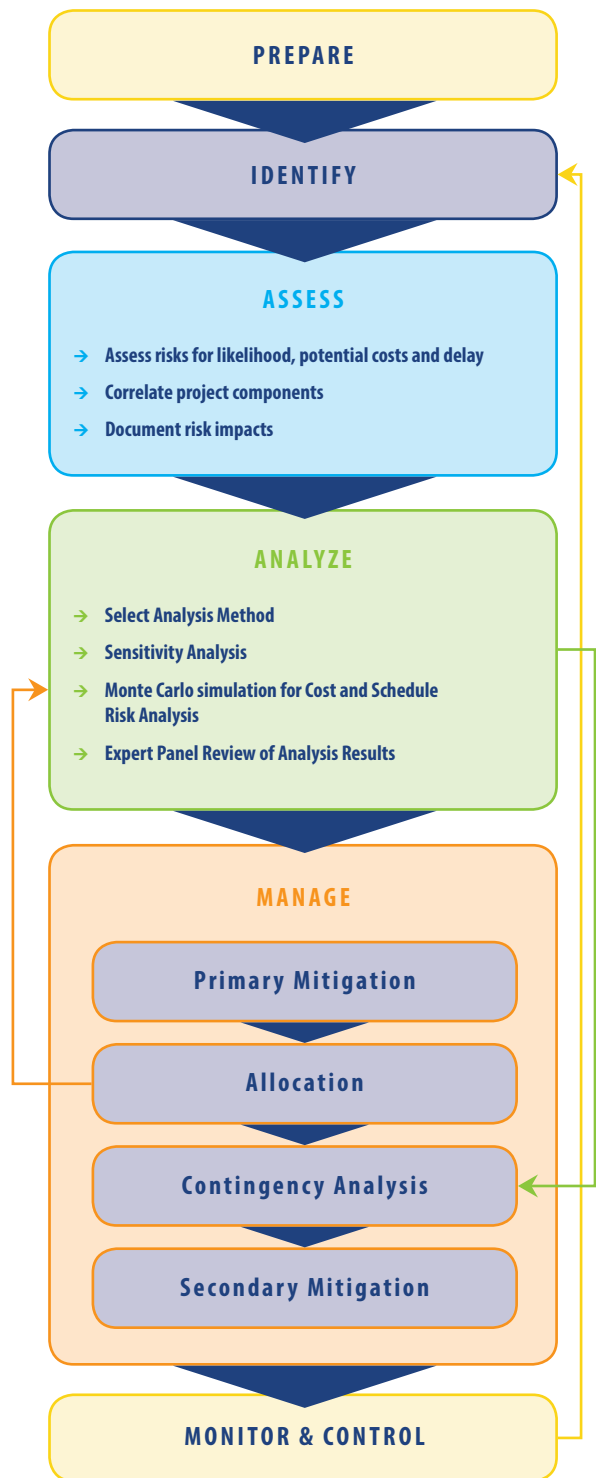 PREPARE
IDENTIFY
ASSESS
→ Assess risks for likelihood, potential costs and delay
→ Correlate project components
→ Document risk impacts
ANALYZE
→ Select Analysis Method
→ Sensitivity Analysis
→ Monte Carlo simulation for Cost and Schedule
Risk Analysis
→ Expert Panel Review of Analysis Results
MANAGE
Primary Mitigation
Allocation
Contingency Analysis
Secondary Mitigation
MONITOR & CONTROL